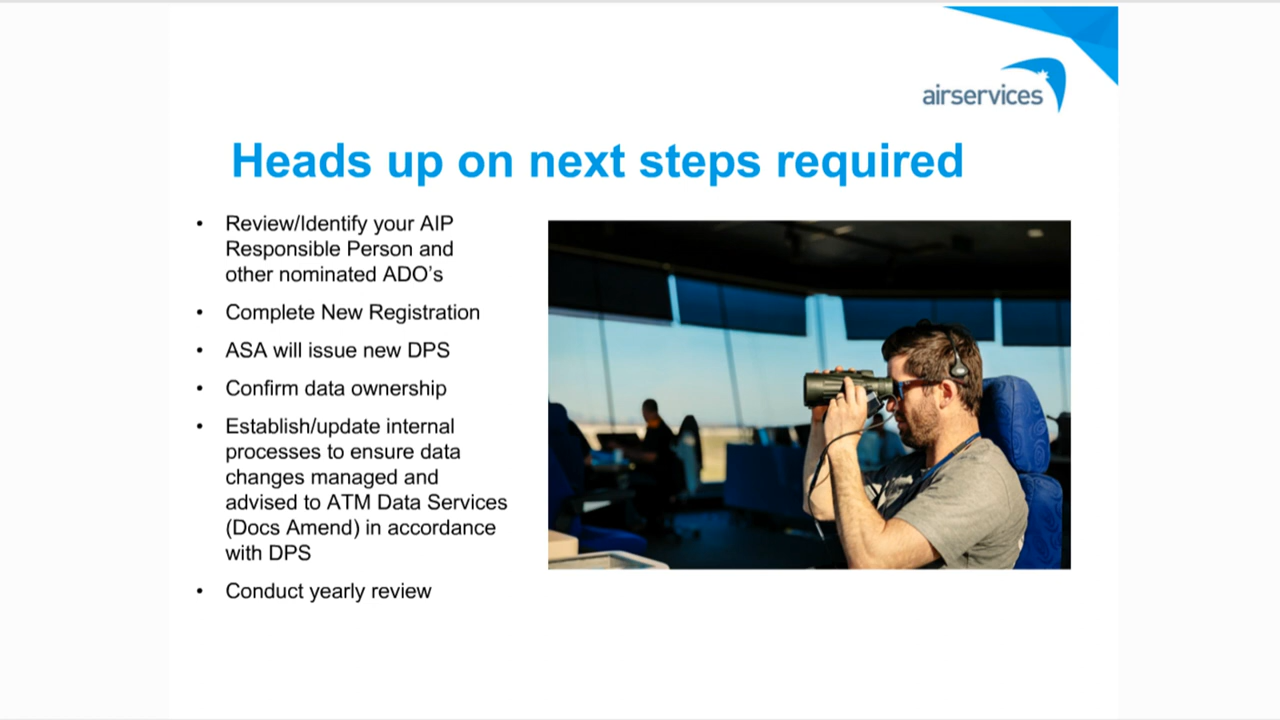 airservices
Heads up on next steps required
• Review/Identify your AIP
Responsible Person and
other nominated ADO's
• Complete New Registration
• ASA will issue new DPS
• Confirm data ownership
• Establish/update internal
processes to ensure data
changes managed and
advised to ATM Data Services
(Docs Amend) in accordance
with DPS
• Conduct yearly review